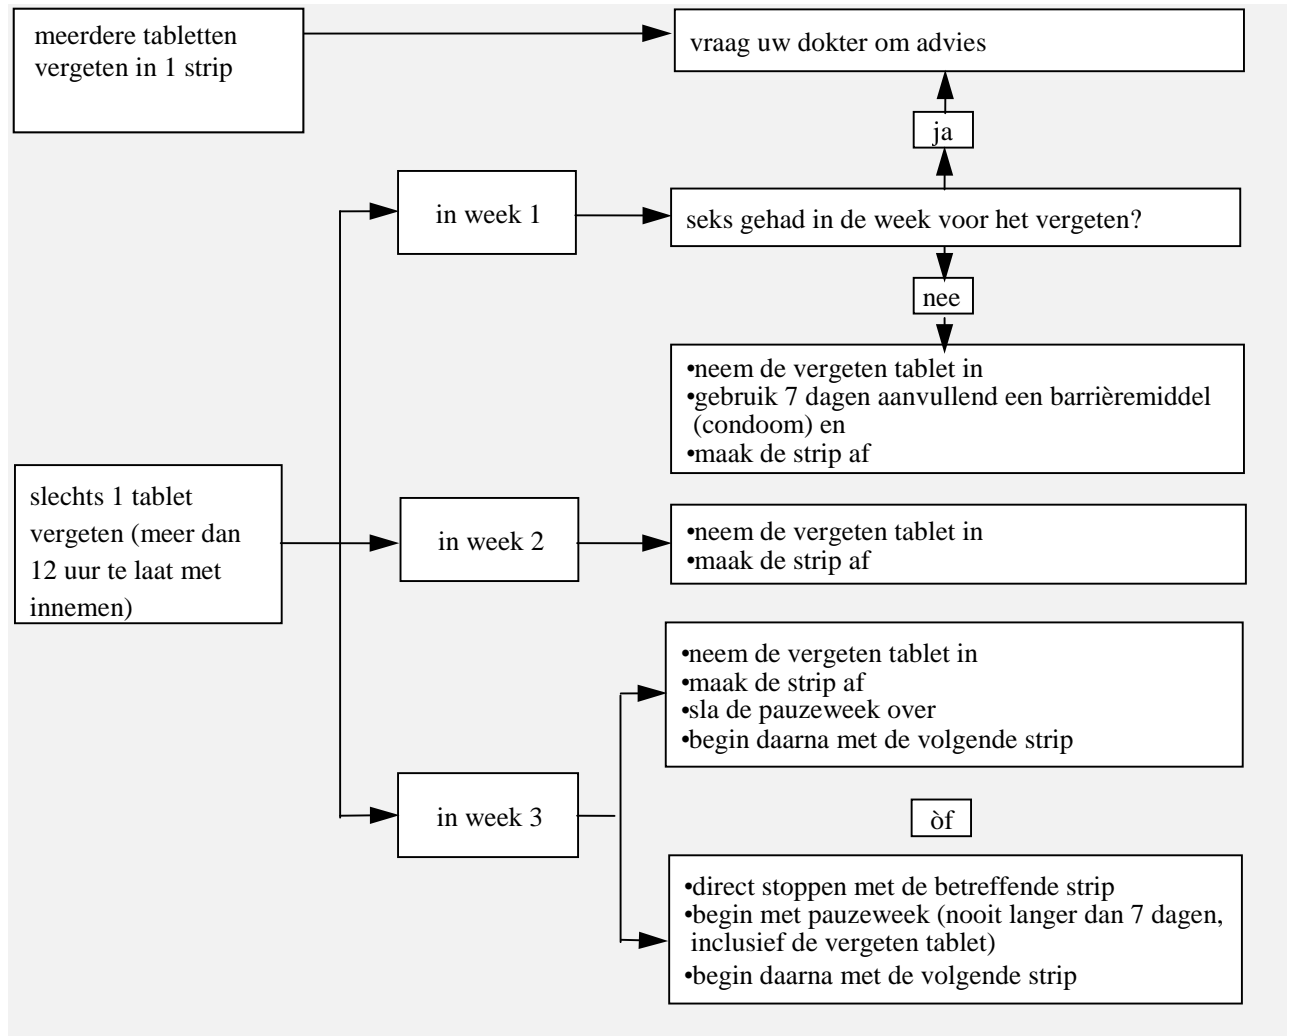 meerdere tabletten
vergeten in 1 strip
vraag uw dokter om advies
ja
in week 1
seks gehad in de week voor het vergeten?
nee
•neem de vergeten tablet in
•gebruik 7 dagen aanvullend een barrièremiddel
(condoom) en
•maak de strip af
slechts 1 tablet
vergeten (meer dan
12 uur te laat met
innemen)
in week 2
•neem de vergeten tablet in
•maak de strip af
in week 3
•neem de vergeten tablet in
•maak de strip af
•sla de pauzeweek over
•begin daarna met de volgende strip
òf
•direct stoppen met de betreffende strip
•begin met pauzeweek (nooit langer dan 7 dagen,
inclusief de vergeten tablet)
•begin daarna met de volgende strip